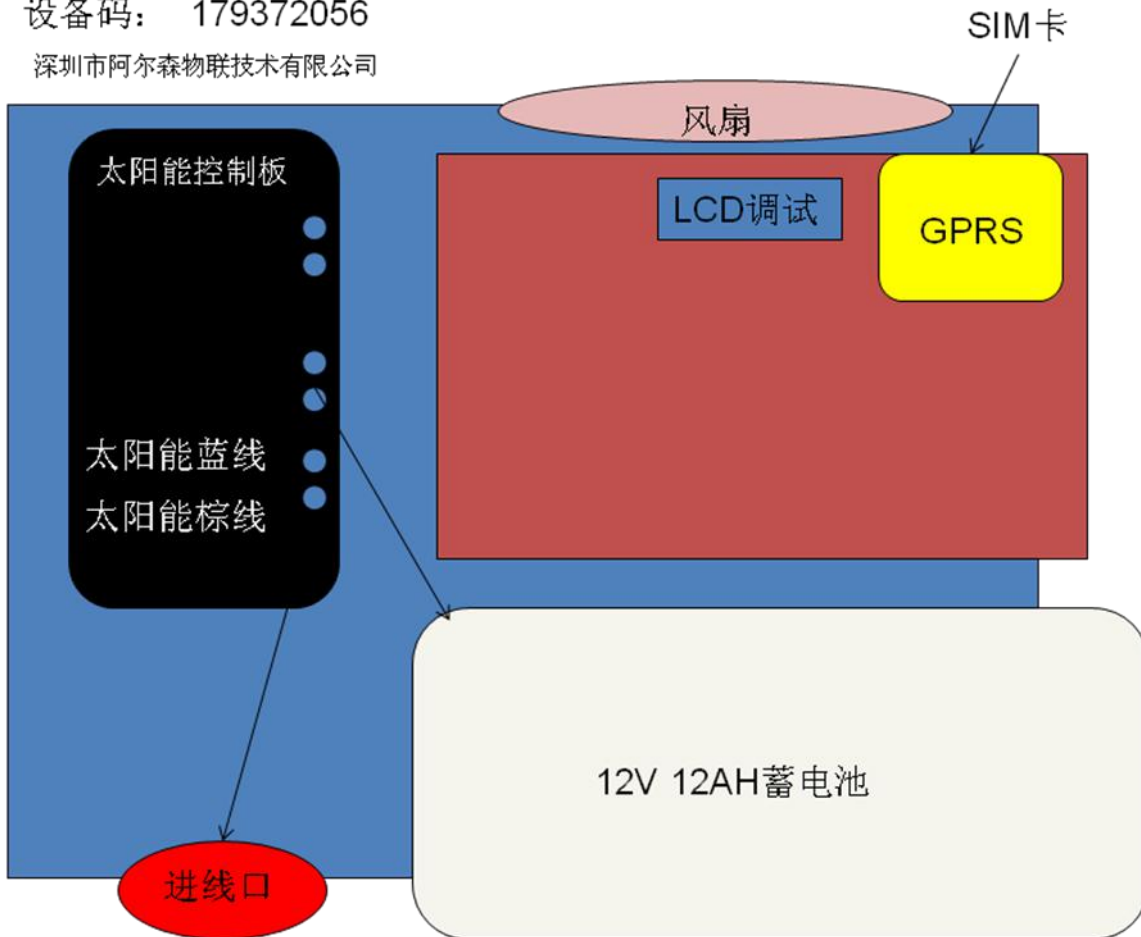 设备码： 179372056
SIM卡
深圳市阿尔森物联技术有限公司
风扇
太阳能控制板
LCD调试
GPRS
太阳能蓝线
太阳能棕线
12V 12AH蓄电池
进线口